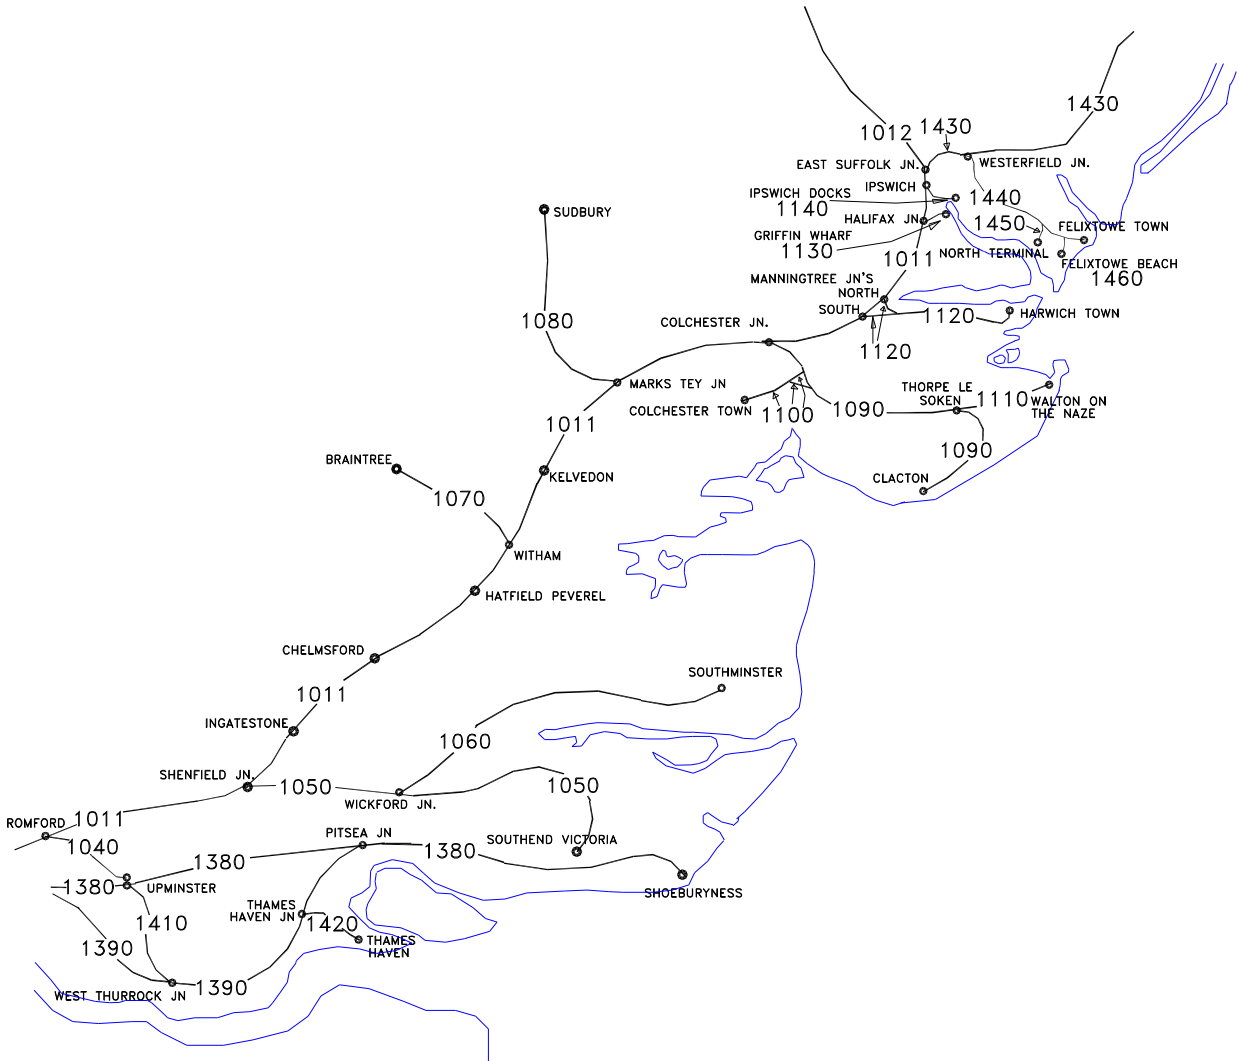 1430
1012
1430
EAST SUFFOLK JN.
WESTERFIELD JN.
IPSWICH
IPSWICH DOCKS
1140
1440
HALIFAX JN
1450
FELIXTOWE TOWN
GRIFFIN WHARF
1130
1011
NORTH TERMINAL
FELIXTOWE BEACH
1460
MANNINGTREE JN'S
NORTH
SOUTH
SUDBURY
1080
COLCHESTER JN.
1120
HARWICH TOWN
1120
MARKS TEY JN
COLCHESTER TOWN
1100
1090
THORPE LE
SOKEN
1110
WALTON ON
THE NAZE
1011
1090
BRAINTREE
KELVEDON
CLACTON
1070
WITHAM
HATFIELD PEVEREL
CHELMSFORD
SOUTHMINSTER
1011
INGATESTONE
1060
SHENFIELD JN.
1050
1050
WICKFORD JN.
ROMFORD
1011
PITSEA JN
SOUTHEND VICTORIA
1040
1380
1380
1380
UPMINSTER
SHOEBURYNESS
THAMES
HAVEN JN
1410
1420
1390
THAMES
HAVEN
1390
WEST THURROCK JN